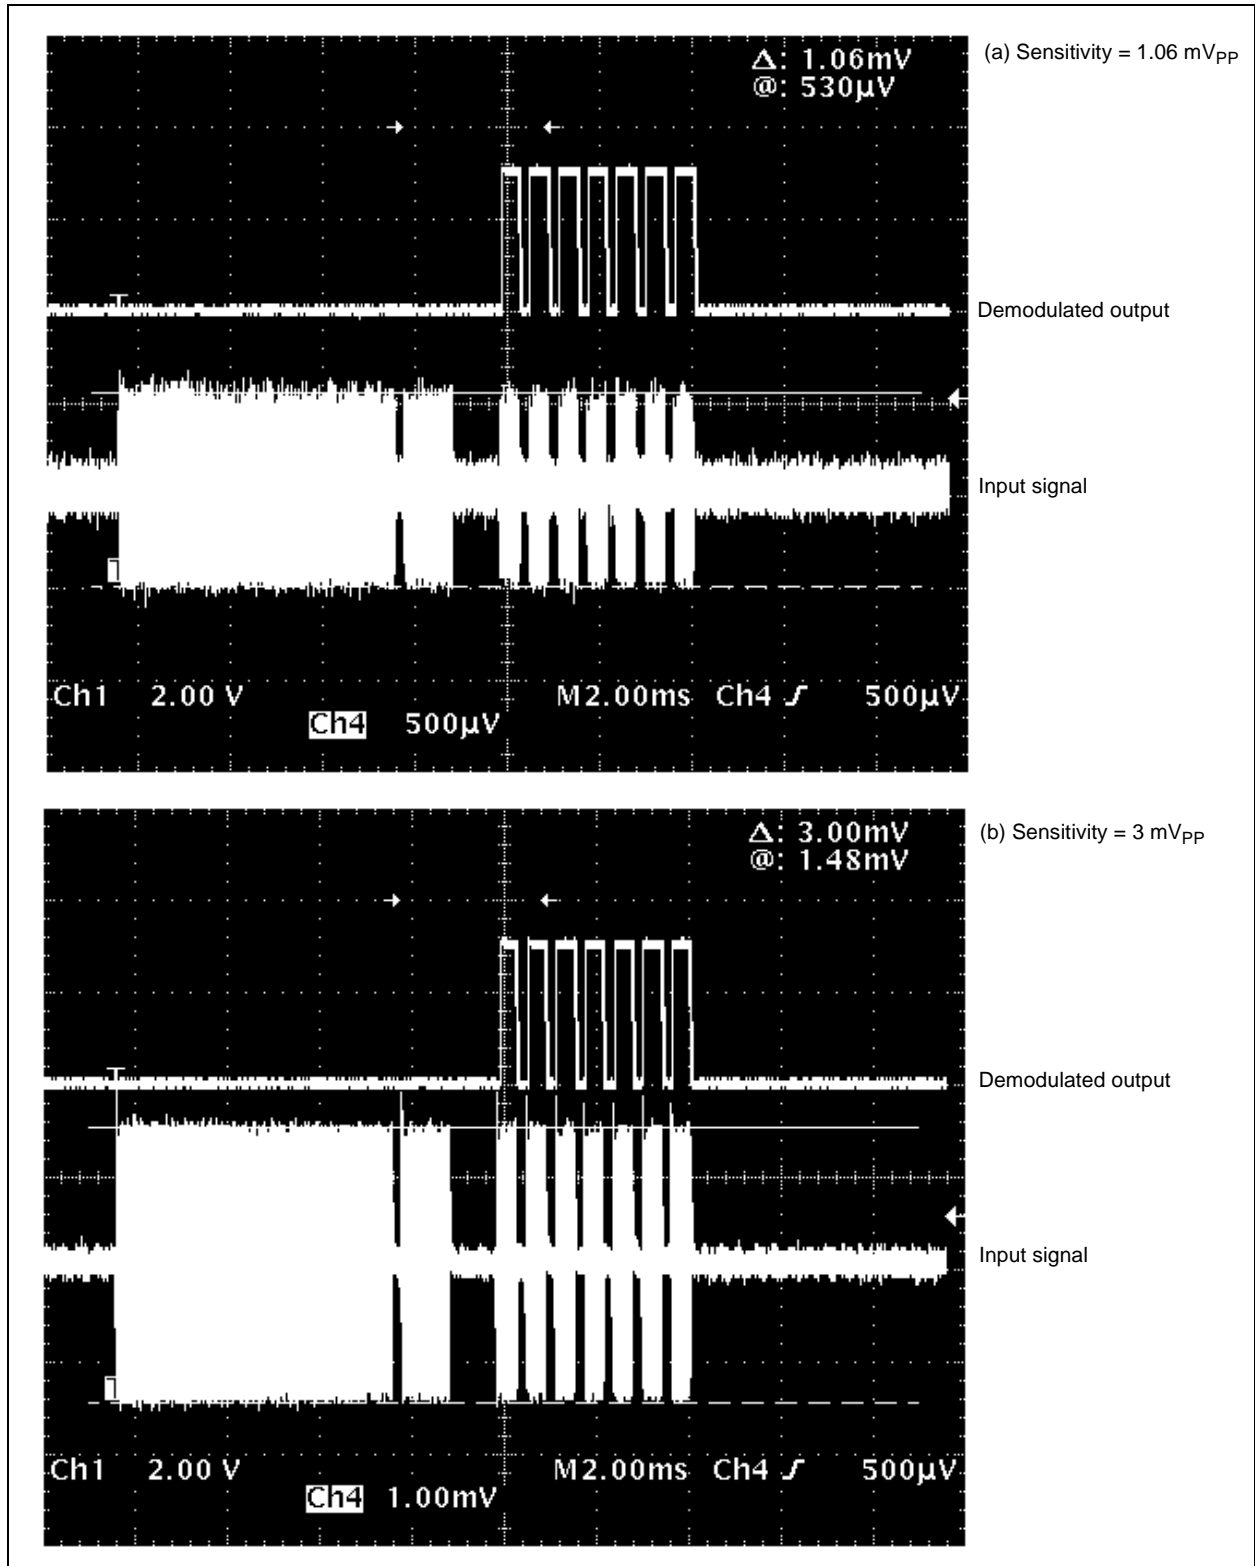 Δ: 1.06mV
@: 530µV
(a) Sensitivity = 1.06 mVPP
Demodulated output
Input signal
Ch1 2.00 V M2.00ms Ch4 ƒ 500µV
Ch4 500µV
Δ: 3.00mV
@: 1.48mV
(b) Sensitivity = 3 mVPP
Demodulated output
Input signal
Ch1 2.00 V M2.00ms Ch4 ƒ 500µV
Ch4 1.00mV